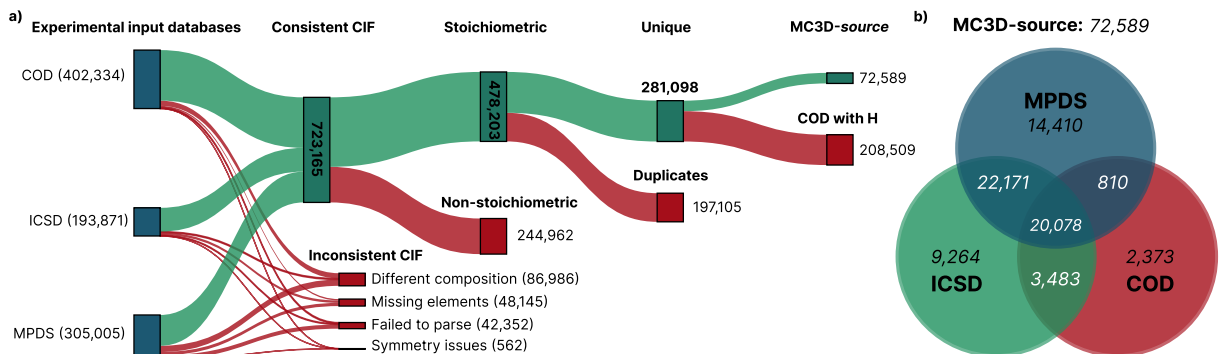 a)
Experimental input databases
Consistent CIF
Stoichiometric
Unique
MC3D-source
COD (402,334)
ICSD (193,871)
MPDS (305,005)
723,165
478,203
281,098
72,589
COD with H
208,509
Duplicates
197,105
Non-stoichiometric
244,962
Inconsistent CIF
Different composition (86,986)
Missing elements (48,145)
Failed to parse (42,352)
Symmetry issues (562)
b)
MC3D-source: 72,589
MPDS
14,410
22,171
810
20,078
9,264
ICSD
3,483
2,373
COD